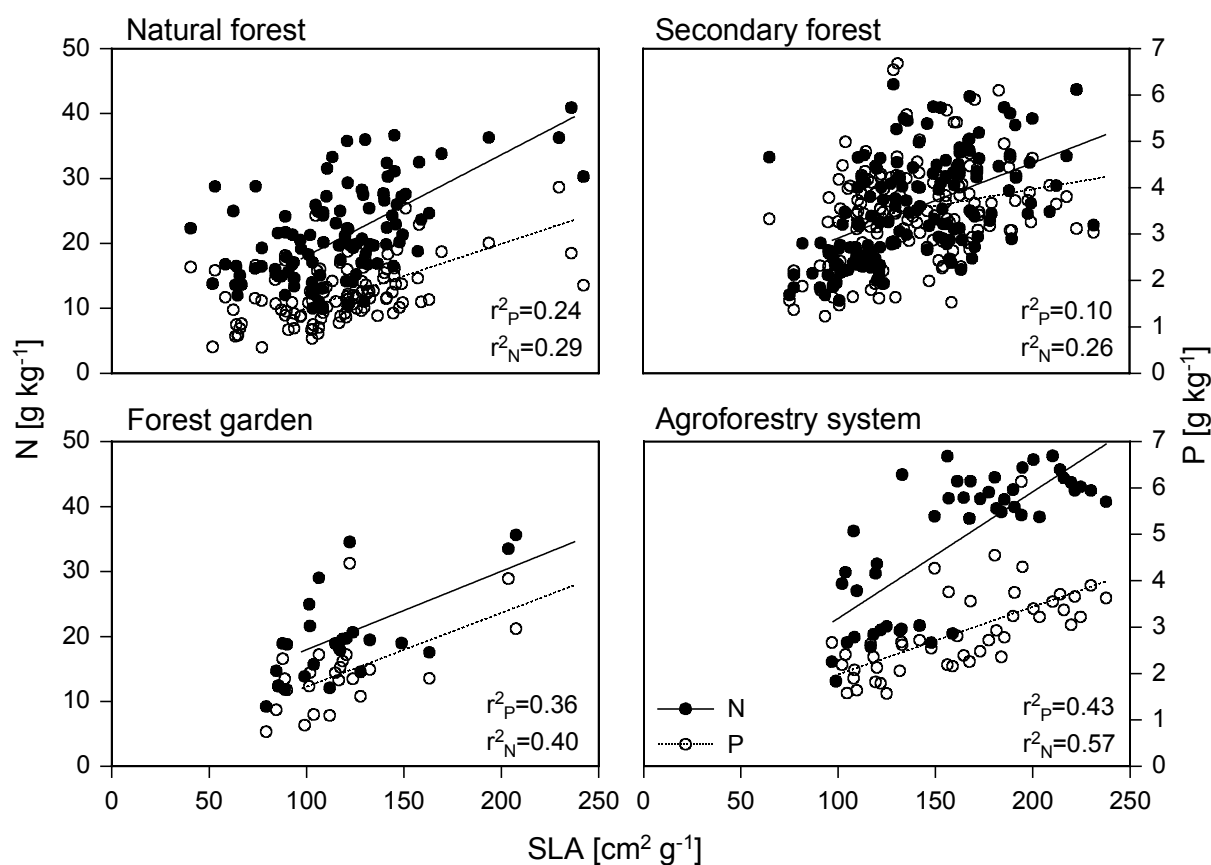 Natural forest
Secondary forest
50
40
30
20
10
0
7
6
5
4
3
2
1
0
r²P=0.24
r²N=0.29
r²P=0.10
r²N=0.26
N [g kg⁻¹]
P [g kg⁻¹]
Forest garden
Agroforestry system
50
40
30
20
10
0
7
6
5
4
3
2
1
0
r²P=0.36
r²N=0.40
N
P
r²P=0.43
r²N=0.57
0 50 100 150 200 250
0 50 100 150 200 250
SLA [cm² g⁻¹]